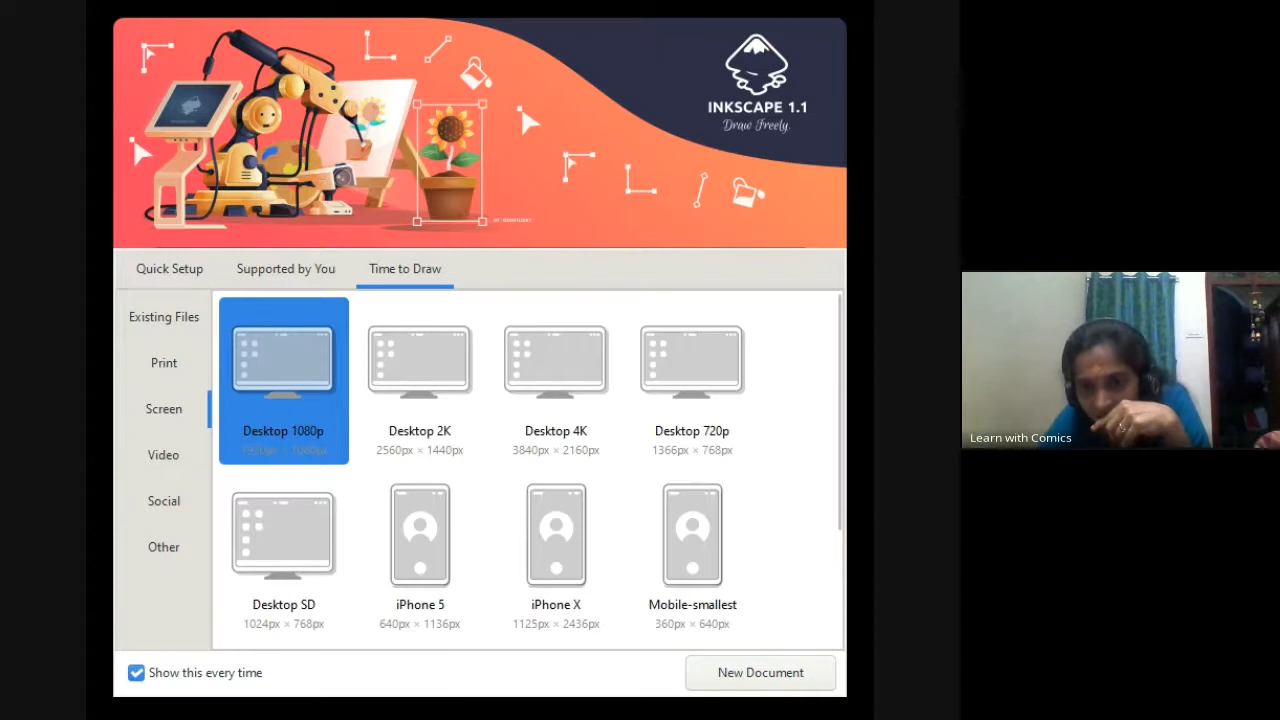 INKSCAPE 1.1
Draw Freely.
Quick Setup
Supported by You
Time to Draw
Existing Files
Print
Screen
Video
Social
Other
Desktop 1080p
Desktop 2K
Desktop 4K
Desktop 720p
1920px × 1080px
2560px × 1440px
3840px × 2160px
1366px × 768px
Desktop SD
iPhone 5
iPhone X
Mobile-smallest
1024px × 768px
640px × 1136px
1125px × 2436px
360px × 640px
Show this every time
New Document
Learn with Comics